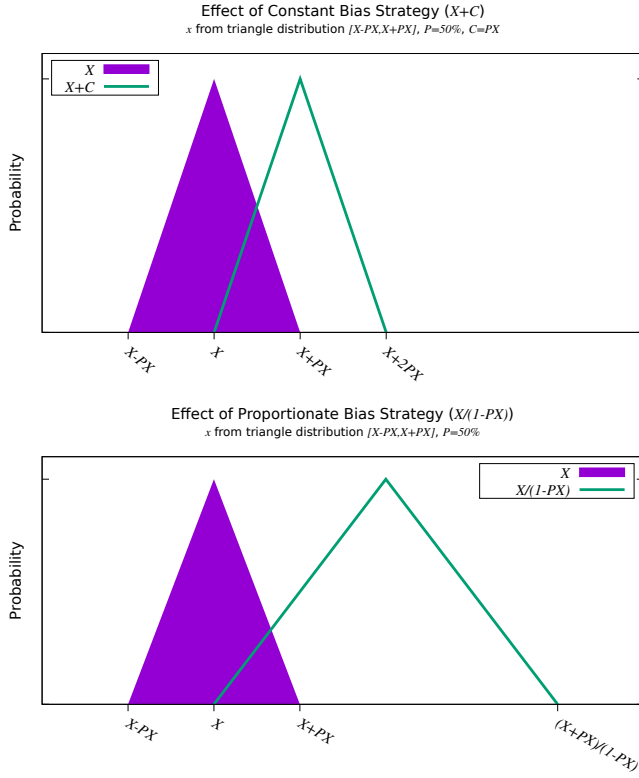 Effect of Constant Bias Strategy (X+C)
x from triangle distribution [X-PX,X+PX], P=50%, C=PX
X
X+C
Probability
X-PX
X
X+PX
X+2PX
Effect of Proportionate Bias Strategy (X/(1-PX))
x from triangle distribution [X-PX,X+PX], P=50%
X
X/(1-PX)
Probability
X-PX
X
X+PX
(X+PX)/(1-PX)